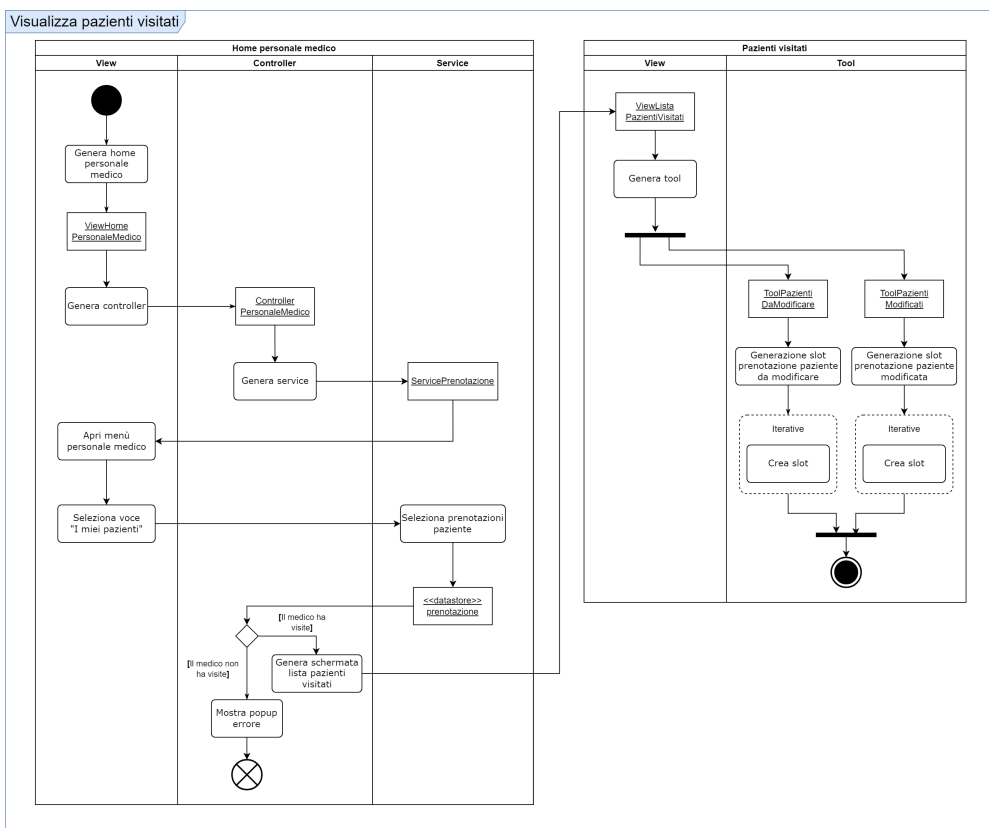 Visualizza pazienti visitati
Home personale medico
View
Controller
Service
Genera home
personale
medico
ViewHome
PersonaleMedico
Genera controller
Controller
PersonaleMedico
Genera service
ServicePrenotazione
Apri menù
personale medico
Seleziona voce
"I miei pazienti"
Seleziona prenotazioni
paziente
<<datastore>>
prenotazione
[Il medico ha
visite]
[Il medico non
ha visite]
Genera schermata
lista pazienti
visitati
Mostra popup
errore
Pazienti visitati
View
Tool
ViewLista
PazientiVisitati
Genera tool
ToolPazienti
DaModificare
ToolPazienti
Modificati
Generazione slot
prenotazione paziente
da modificare
Generazione slot
prenotazione paziente
modificata
Iterative
Crea slot
Iterative
Crea slot